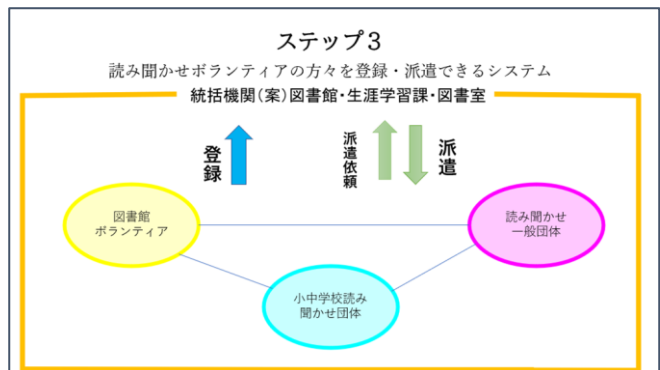 ステップ３
読み聞かせボランティアの方々を登録・派遣できるシステム
統括機関（案）図書館・生涯学習課・図書室
登録
派遣依頼
派遣
図書館
ボランティア
読み聞かせ
一般団体
小中学校読み
聞かせ団体